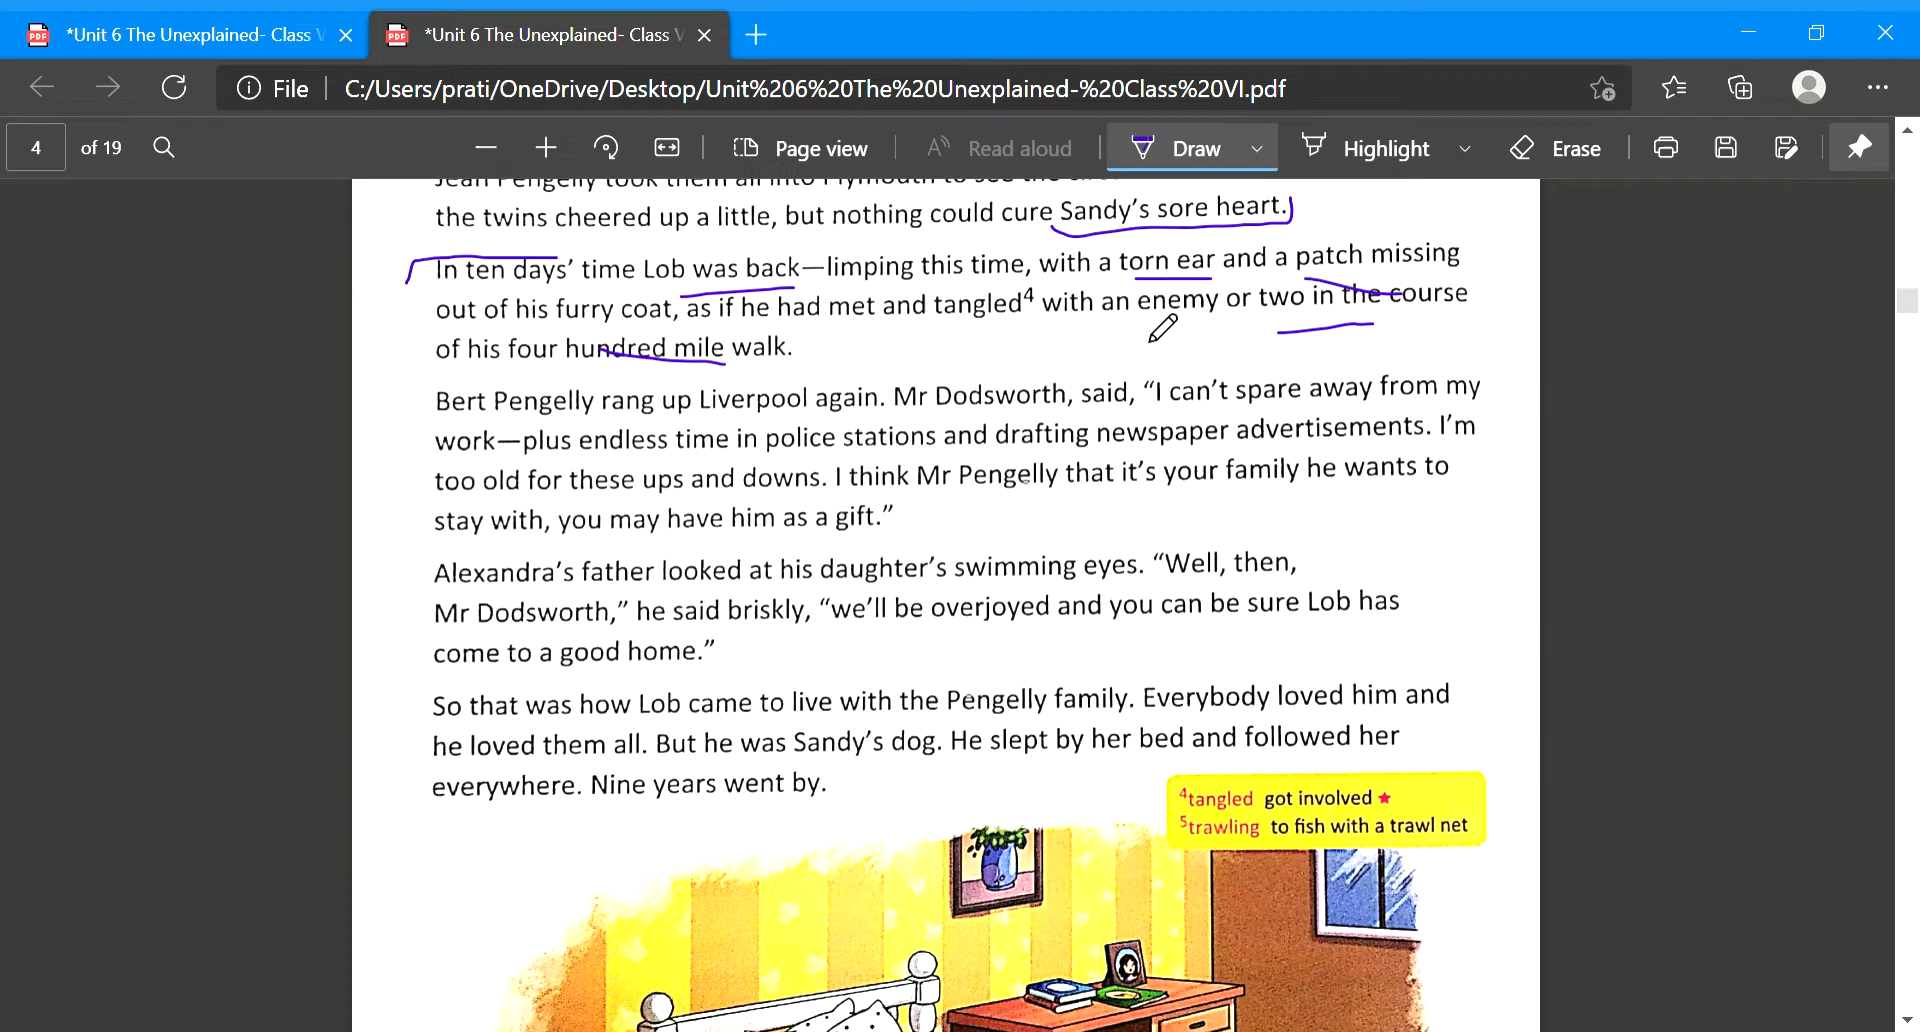 *Unit 6 The Unexplained- Class V
*Unit 6 The Unexplained- Class V
File
C:/Users/prati/OneDrive/Desktop/Unit%206%20The%20Unexplained-%20Class%20VI.pdf
4 of 19
Page view
Read aloud
Draw
Highlight
Erase
Jean Pengelly took them all into Plymouth to see the
the twins cheered up a little, but nothing could cure Sandy’s sore heart.
In ten days’ time Lob was back—limping this time, with a torn ear and a patch missing
out of his furry coat, as if he had met and tangled4 with an enemy or two in the course
of his four hundred mile walk.
Bert Pengelly rang up Liverpool again. Mr Dodsworth, said, “I can’t spare away from my
work—plus endless time in police stations and drafting newspaper advertisements. I’m
too old for these ups and downs. I think Mr Pengelly that it’s your family he wants to
stay with, you may have him as a gift.”
Alexandra’s father looked at his daughter’s swimming eyes. “Well, then,
Mr Dodsworth,” he said briskly, “we’ll be overjoyed and you can be sure Lob has
come to a good home.”
So that was how Lob came to live with the Pengelly family. Everybody loved him and
he loved them all. But he was Sandy’s dog. He slept by her bed and followed her
everywhere. Nine years went by.
4tangled got involved ★
5trawling to fish with a trawl net